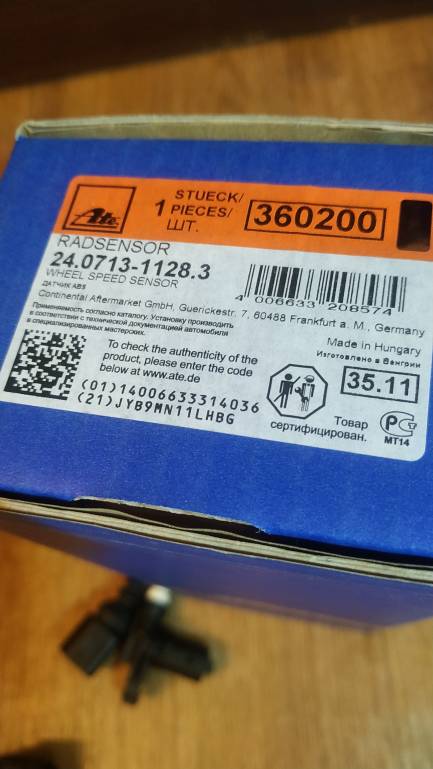 Ate
STUECK/
1 PIECES/
ШТ.
360200
RADSENSOR
24.0713-1128.3
WHEEL SPEED SENSOR
ДАТЧИК ABS
4 006633 208574
Continental Aftermarket GmbH, Guerickestr. 7, 60488 Frankfurt a. M., Germany
Применяемость согласно каталогу. Установку производить
в соответствии с технической документацией автомобиля
в специализированных мастерских.
Made in Hungary
Изготовлено в Венгрии
To check the authenticity of the
product, please enter the code
below at www.ate.de
35.11
(01)14006633314036
(21)JYB9MN11LHBG
Товар
сертифицирован.
МТ14